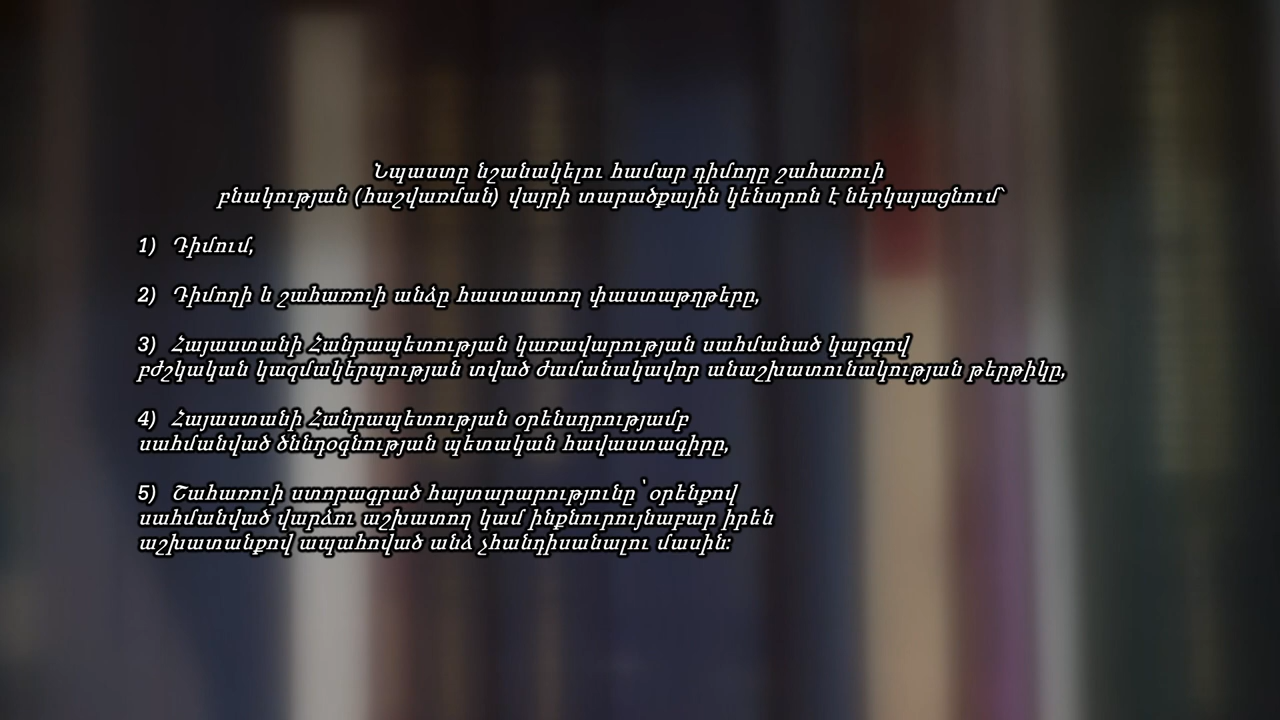 Նպաստը նշանակելու համար դիմողը շահառուի
բնակության (հաշվառման) վայրի տարածքային կենտրոն է ներկայացնում՝
1) Դիմում,
2) Դիմողի և շահառուի անձը հաստատող փաստաթղթերը,
3) Հայաստանի Հանրապետության կառավարության սահմանած կարգով
բժշկական կազմակերպության տված ժամանակավոր անաշխատունակության թերթիկը,
4) Հայաստանի Հանրապետության օրենսդրությամբ
սահմանված ծննդօգնության պետական հավաստագիրը,
5) Շահառուի ստորագրած հայտարարությունը՝ օրենքով
սահմանված վարձու աշխատող կամ ինքնուրույնաբար իրեն
աշխատանքով ապահոված անձ չհանդիսանալու մասին։